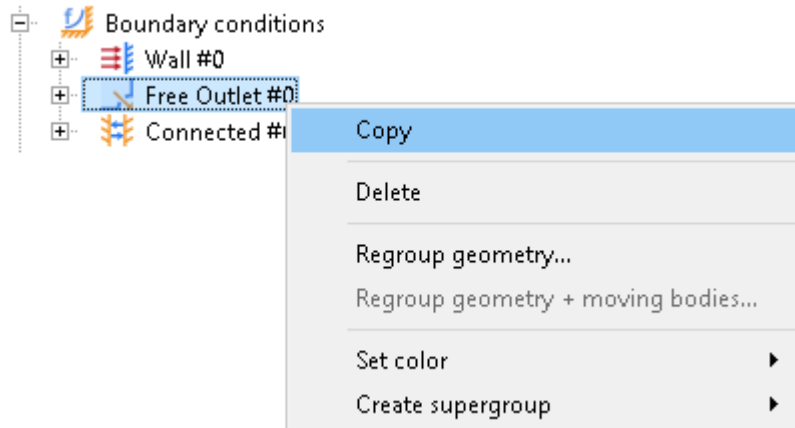 Boundary conditions
Wall #0
Free Outlet #0
Connected #
Copy
Delete
Regroup geometry...
Regroup geometry + moving bodies...
Set color
Create supergroup